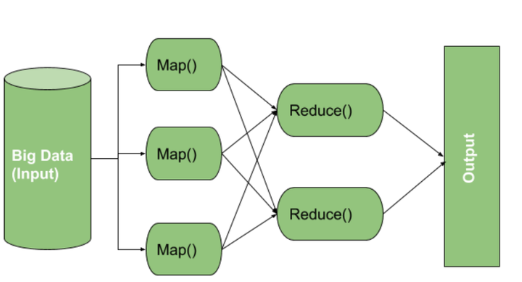 Big Data
(Input)
Map()
Map()
Map()
Reduce()
Reduce()
Output